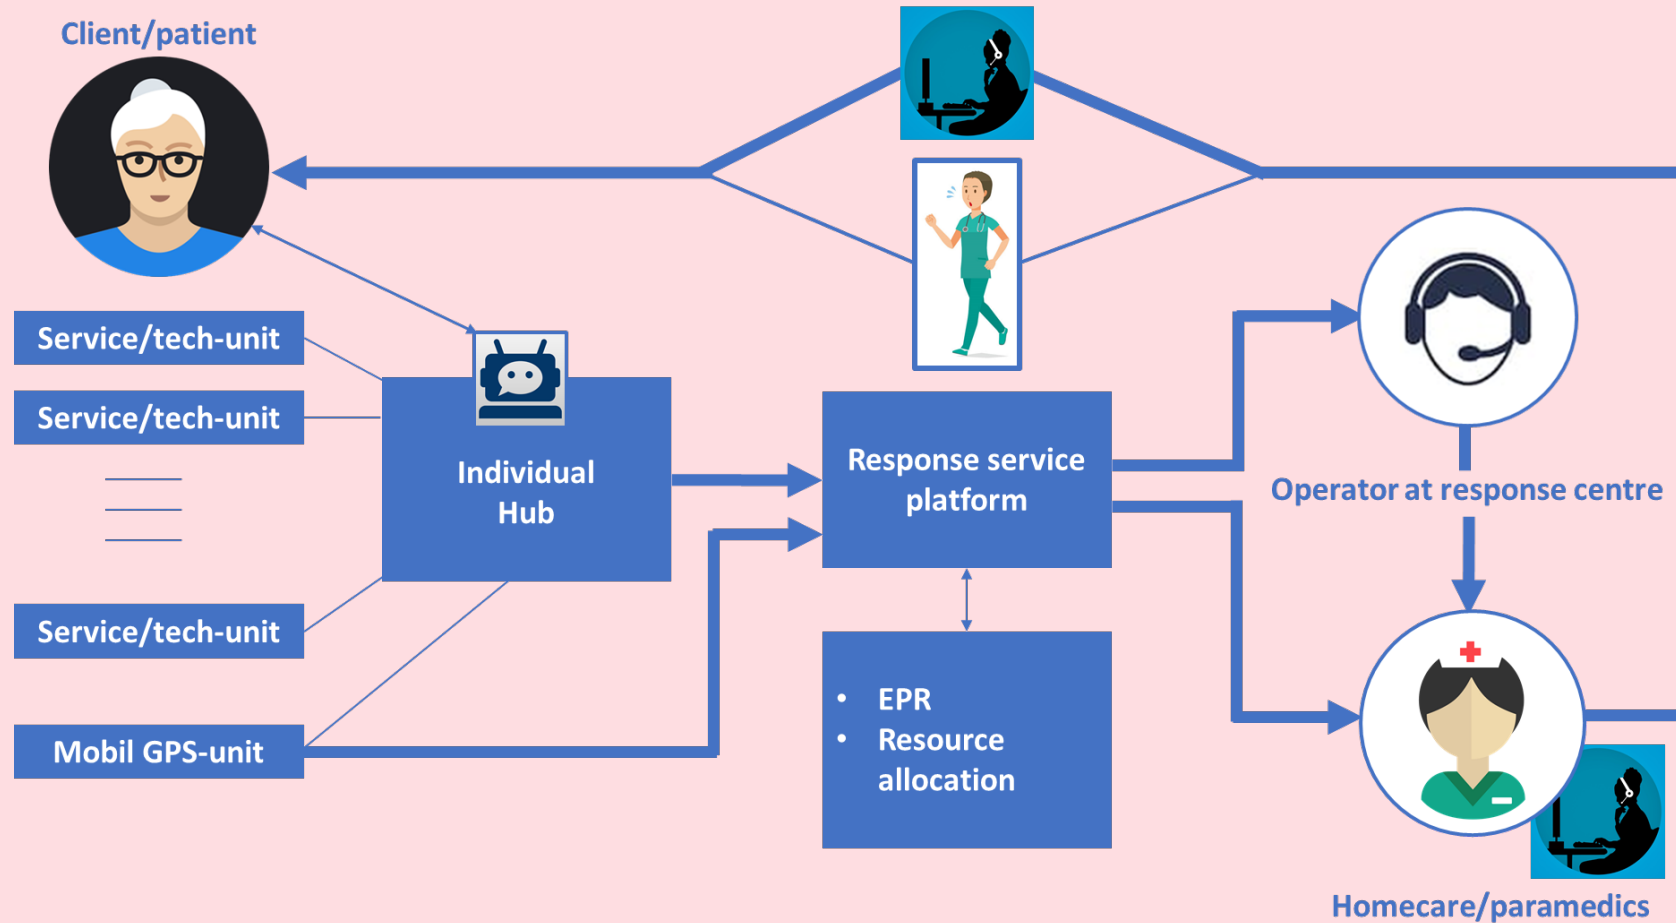 Client/patient
Service/tech-unit
Service/tech-unit
Service/tech-unit
Mobil GPS-unit
Individual
Hub
Response service
platform
• EPR
• Resource
allocation
Operator at response centre
Homecare/paramedics